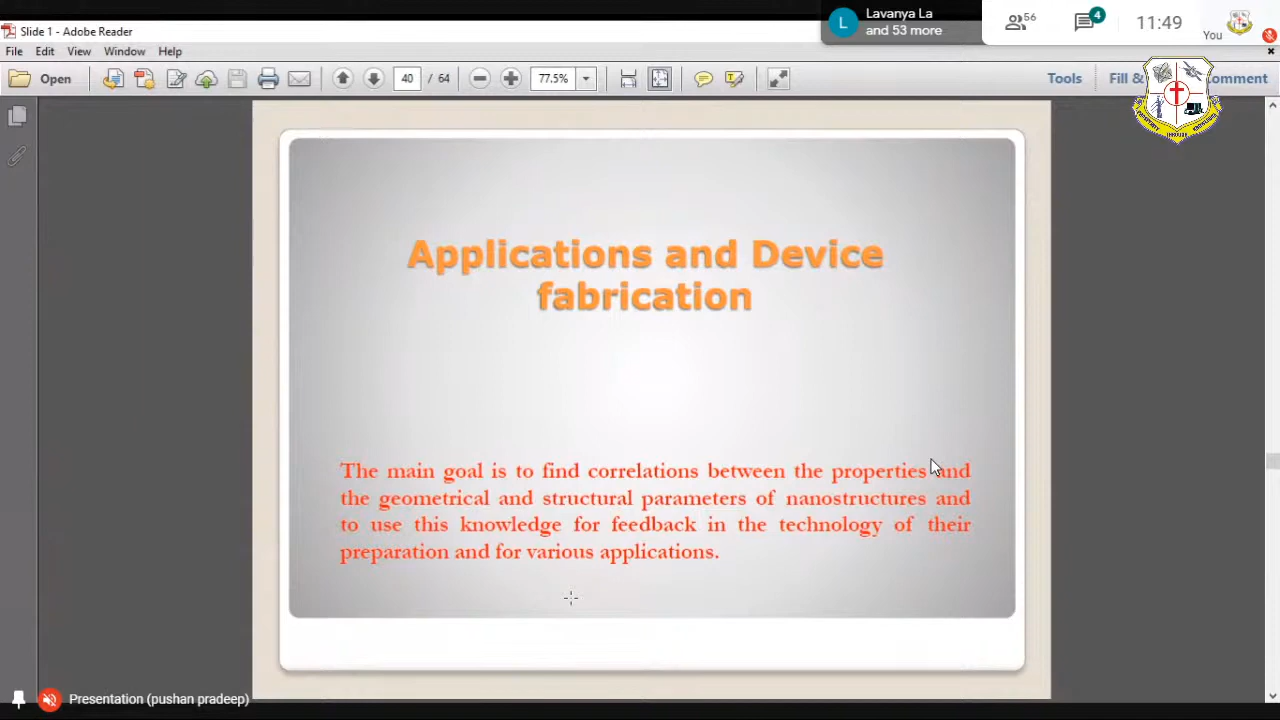 Lavanya La
and 53 more
56
4
11:49
You
Slide 1 - Adobe Reader
File Edit View Window Help
Open
40 / 64
77.5%
Tools
Fill &
omment
Applications and Device
fabrication
The main goal is to find correlations between the properties and
the geometrical and structural parameters of nanostructures and
to use this knowledge for feedback in the technology of their
preparation and for various applications.
Presentation (pushan pradeep)